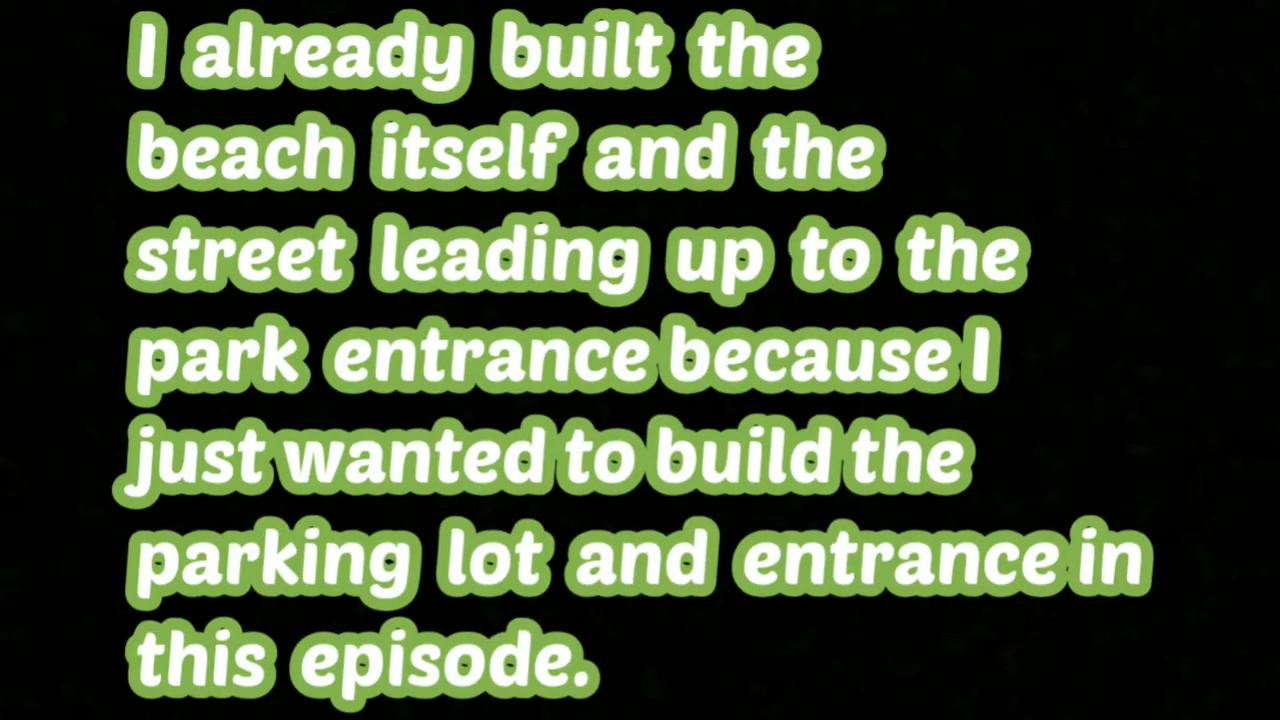 I already built the
beach itself and the
street leading up to the
park entrance because I
just wanted to build the
parking lot and entrance in
this episode.